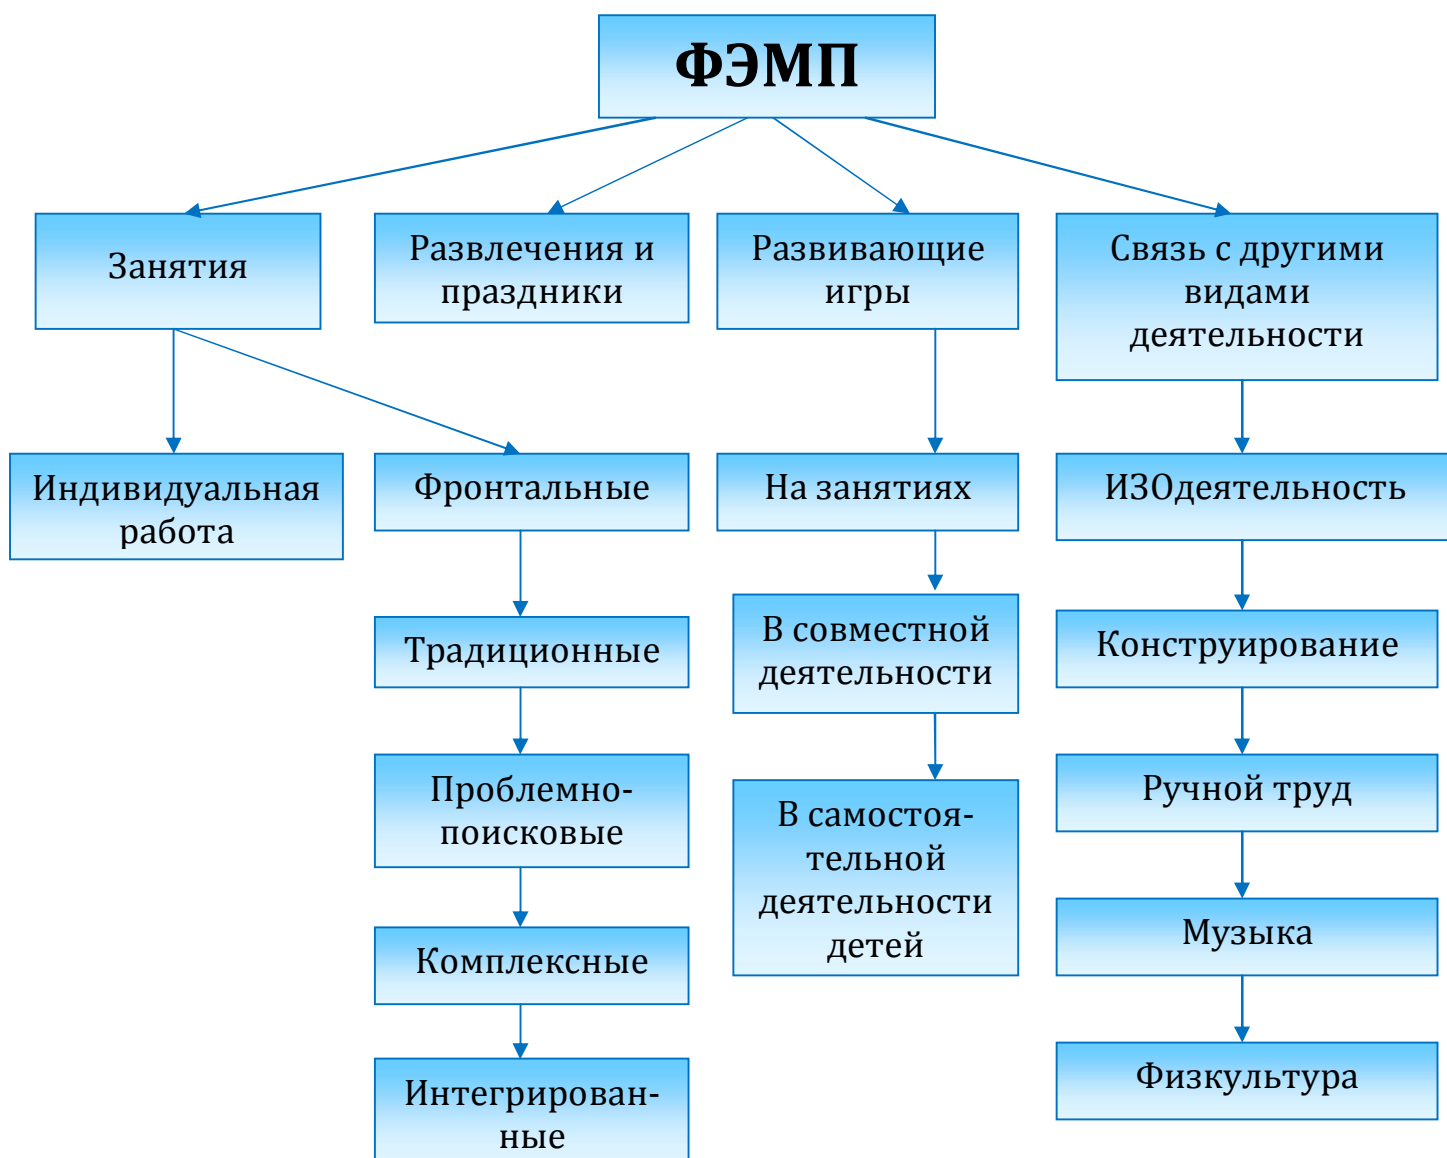 ФЭМП
Занятия
Развлечения и
праздники
Развивающие
игры
Связь с другими
видами
деятельности
Индивидуальная
работа
Фронтальные
На занятиях
ИЗОдеятельность
Традиционные
В совместной
деятельности
Конструирование
Проблемно-
поисковые
В самостоя-
тельной
деятельности
детей
Ручной труд
Комплексные
Музыка
Интегрирован-
ные
Физкультура